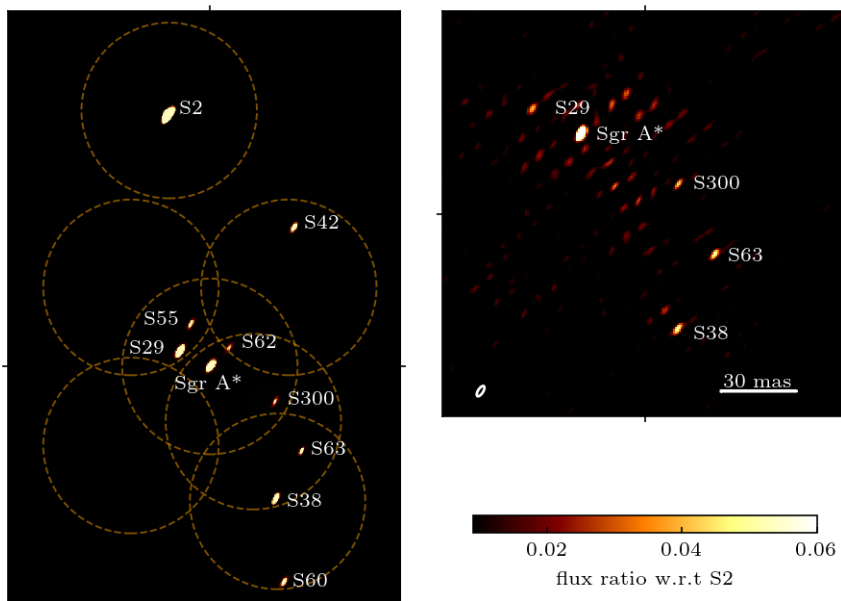 S2
S42
S55
S29
S62
Sgr A*
S300
S63
S38
S60
S29
Sgr A*
S300
S63
S38
30 mas
0.02 0.04 0.06
flux ratio w.r.t S2